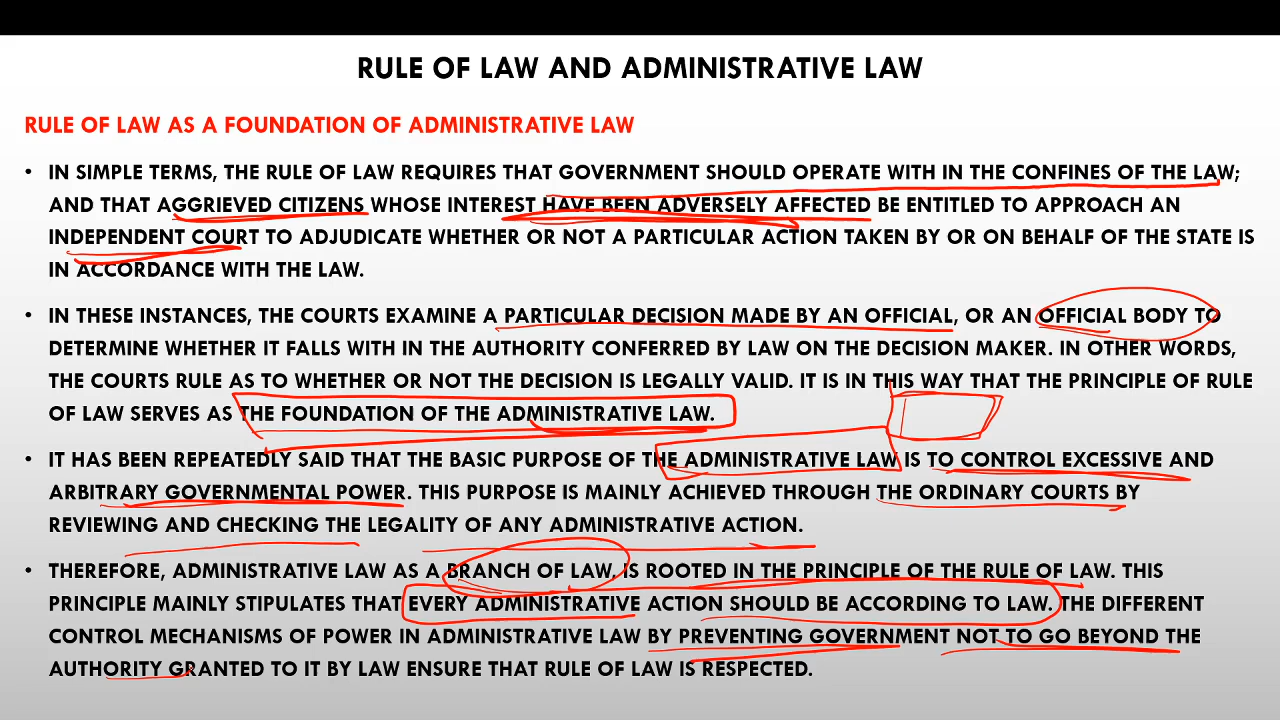 RULE OF LAW AND ADMINISTRATIVE LAW
RULE OF LAW AS A FOUNDATION OF ADMINISTRATIVE LAW
• IN SIMPLE TERMS, THE RULE OF LAW REQUIRES THAT GOVERNMENT SHOULD OPERATE WITH IN THE CONFINES OF THE LAW;
AND THAT AGGRIEVED CITIZENS WHOSE INTEREST HAVE BEEN ADVERSELY AFFECTED BE ENTITLED TO APPROACH AN
INDEPENDENT COURT TO ADJUDICATE WHETHER OR NOT A PARTICULAR ACTION TAKEN BY OR ON BEHALF OF THE STATE IS
IN ACCORDANCE WITH THE LAW.
• IN THESE INSTANCES, THE COURTS EXAMINE A PARTICULAR DECISION MADE BY AN OFFICIAL, OR AN OFFICIAL BODY TO
DETERMINE WHETHER IT FALLS WITH IN THE AUTHORITY CONFERRED BY LAW ON THE DECISION MAKER. IN OTHER WORDS,
THE COURTS RULE AS TO WHETHER OR NOT THE DECISION IS LEGALLY VALID. IT IS IN THIS WAY THAT THE PRINCIPLE OF RULE
OF LAW SERVES AS THE FOUNDATION OF THE ADMINISTRATIVE LAW.
• IT HAS BEEN REPEATEDLY SAID THAT THE BASIC PURPOSE OF THE ADMINISTRATIVE LAW IS TO CONTROL EXCESSIVE AND
ARBITRARY GOVERNMENTAL POWER. THIS PURPOSE IS MAINLY ACHIEVED THROUGH THE ORDINARY COURTS BY
REVIEWING AND CHECKING THE LEGALITY OF ANY ADMINISTRATIVE ACTION.
• THEREFORE, ADMINISTRATIVE LAW AS A BRANCH OF LAW, IS ROOTED IN THE PRINCIPLE OF THE RULE OF LAW. THIS
PRINCIPLE MAINLY STIPULATES THAT EVERY ADMINISTRATIVE ACTION SHOULD BE ACCORDING TO LAW. THE DIFFERENT
CONTROL MECHANISMS OF POWER IN ADMINISTRATIVE LAW BY PREVENTING GOVERNMENT NOT TO GO BEYOND THE
AUTHORITY GRANTED TO IT BY LAW ENSURE THAT RULE OF LAW IS RESPECTED.